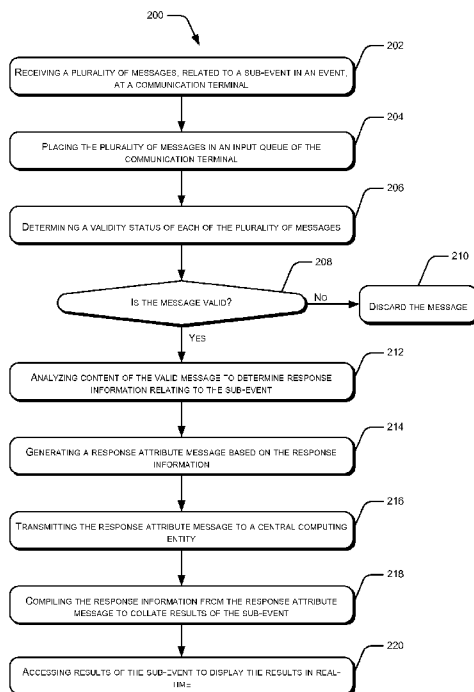 200
202
RECEIVING A PLURALITY OF MESSAGES, RELATED TO A SUB-EVENT IN AN EVENT,
AT A COMMUNICATION TERMINAL
204
PLACING THE PLURALITY OF MESSAGES IN AN INPUT QUEUE OF THE
COMMUNICATION TERMINAL
206
DETERMINING A VALIDITY STATUS OF EACH OF THE PLURALITY OF MESSAGES
208
IS THE MESSAGE VALID?
NO
210
DISCARD THE MESSAGE
YES
212
ANALYZING CONTENT OF THE VALID MESSAGE TO DETERMINE RESPONSE
INFORMATION RELATING TO THE SUB-EVENT
214
GENERATING A RESPONSE ATTRIBUTE MESSAGE BASED ON THE RESPONSE
INFORMATION
216
TRANSMITTING THE RESPONSE ATTRIBUTE MESSAGE TO A CENTRAL COMPUTING
ENTITY
218
COMPILING THE RESPONSE INFORMATION FROM THE RESPONSE ATTRIBUTE
MESSAGE TO COLLATE RESULTS OF THE SUB-EVENT
220
ACCESSING RESULTS OF THE SUB-EVENT TO DISPLAY THE RESULTS IN REAL-
TIME